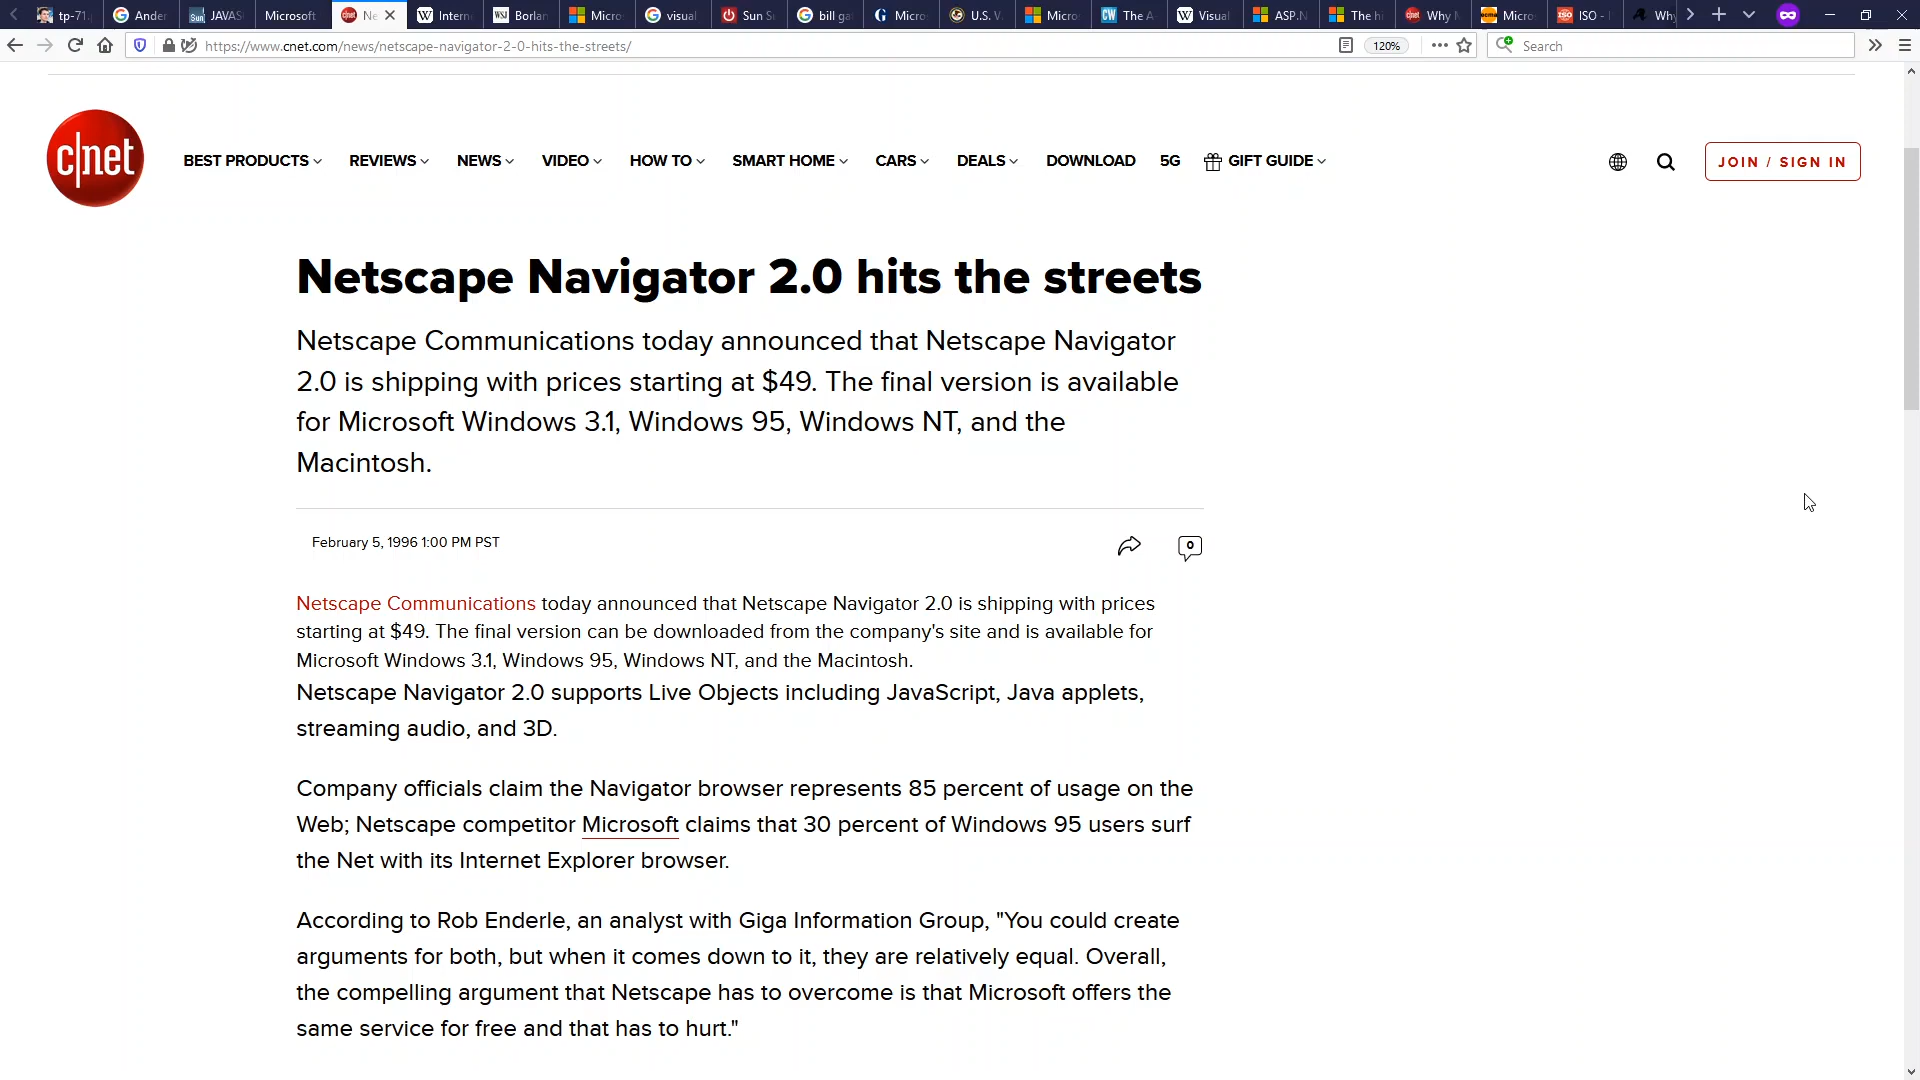 tp-71.
Ander
JAVAS
Microsoft
Ne
Intern
Borlan
Micro
visual
Sun S
bill ga
Micro
U.S. V
Micro
The A
Visual
ASP.N
The hi
Why
Micros
ISO -
Why
https://www.cnet.com/news/netscape-navigator-2-0-hits-the-streets/
120%
Search
c|net
BEST PRODUCTS
REVIEWS
NEWS
VIDEO
HOW TO
SMART HOME
CARS
DEALS
DOWNLOAD
5G
GIFT GUIDE
JOIN / SIGN IN
Netscape Navigator 2.0 hits the streets
Netscape Communications today announced that Netscape Navigator
2.0 is shipping with prices starting at $49. The final version is available
for Microsoft Windows 3.1, Windows 95, Windows NT, and the
Macintosh.
February 5, 1996 1:00 PM PST
0
Netscape Communications today announced that Netscape Navigator 2.0 is shipping with prices
starting at $49. The final version can be downloaded from the company's site and is available for
Microsoft Windows 3.1, Windows 95, Windows NT, and the Macintosh.
Netscape Navigator 2.0 supports Live Objects including JavaScript, Java applets,
streaming audio, and 3D.
Company officials claim the Navigator browser represents 85 percent of usage on the
Web; Netscape competitor Microsoft claims that 30 percent of Windows 95 users surf
the Net with its Internet Explorer browser.
According to Rob Enderle, an analyst with Giga Information Group, "You could create
arguments for both, but when it comes down to it, they are relatively equal. Overall,
the compelling argument that Netscape has to overcome is that Microsoft offers the
same service for free and that has to hurt."